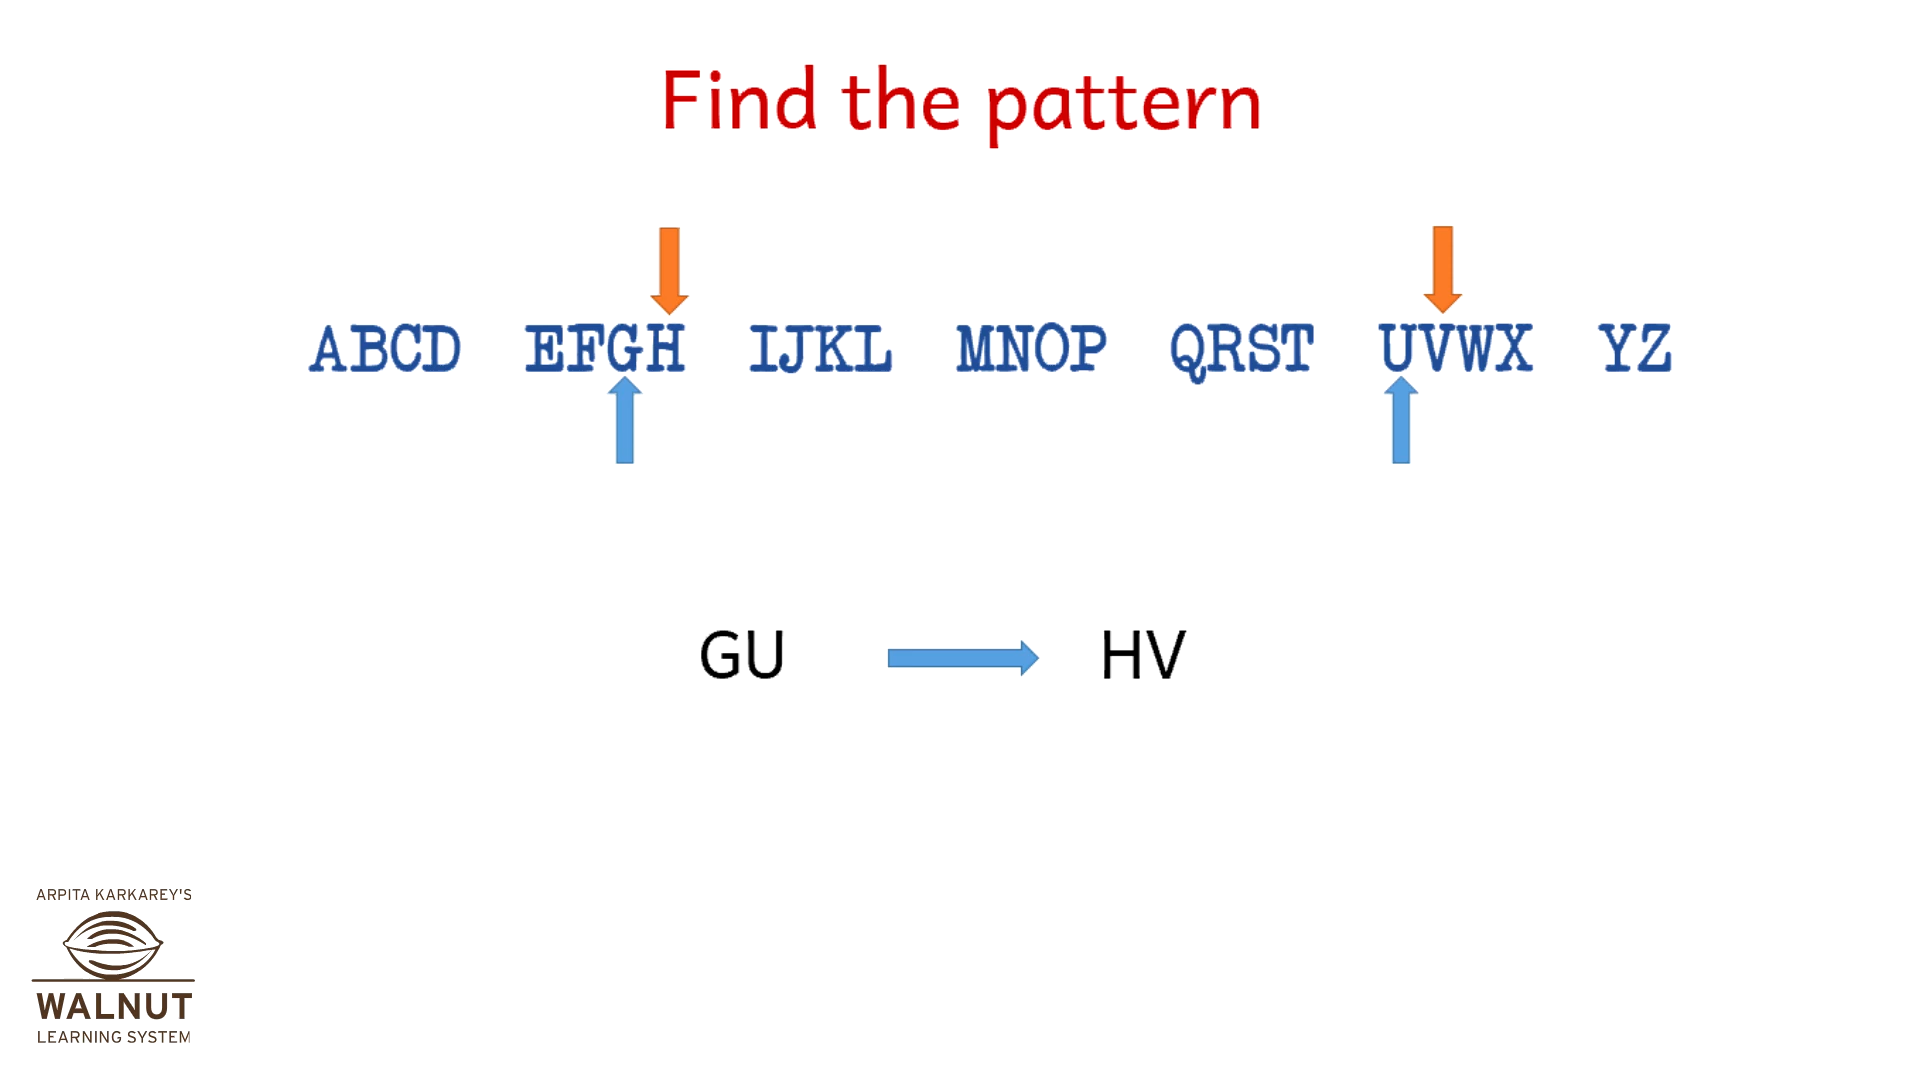 Find the pattern
ABCD EFGH IJKL MNOP QRST UVWX YZ
GU HV
ARPITA KARKAREY'S
WALNUT
LEARNING SYSTEM